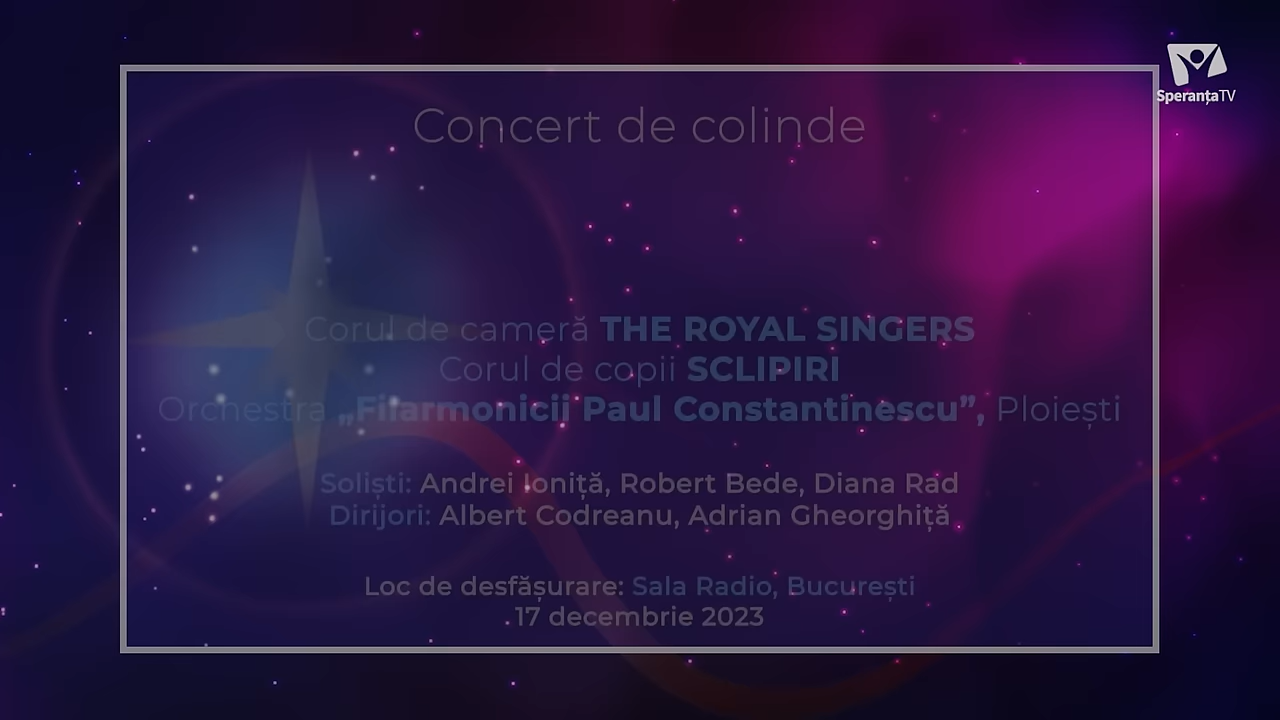 SperanțaTV
Concert de colinde
Corul de cameră THE ROYAL SINGERS
Corul de copii SCLIPIRI
Orchestra „Filarmonicii Paul Constantinescu”, Ploiești
Soliști: Andrei Ioniță, Robert Bede, Diana Rad
Dirijori: Albert Codreanu, Adrian Gheorghiță
Loc de desfășurare: Sala Radio, București
17 decembrie 2023